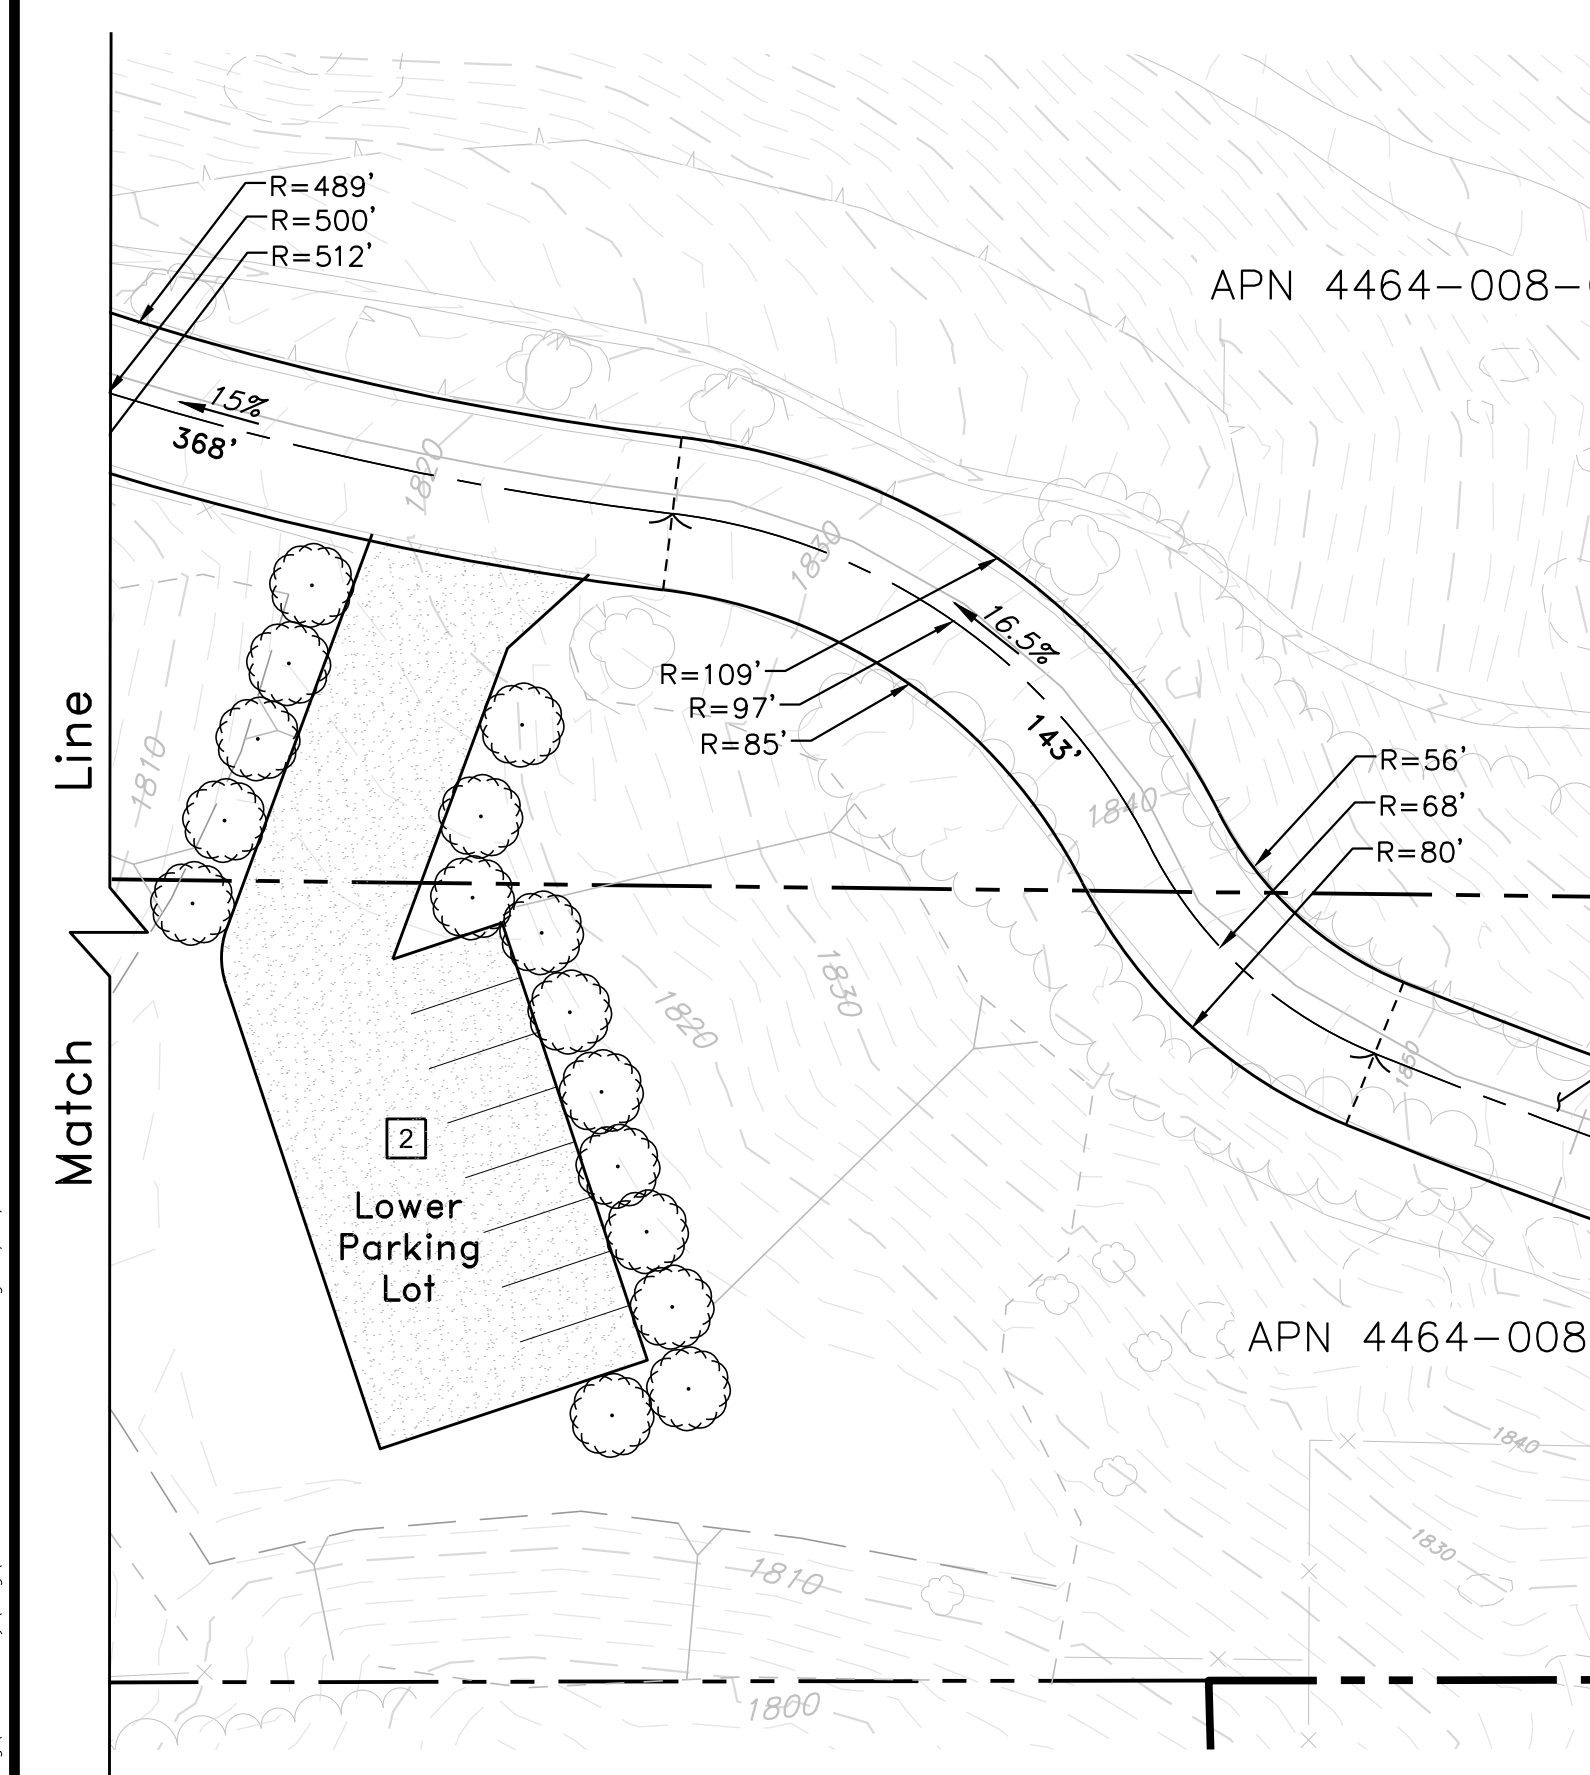 R=489'
R=500'
R=512'
APN 4464-008-
15%
368'
1820
1830
16.5%
R=109'
R=97'
R=85'
143'
1810
1840
R=56'
R=68'
R=80'
Match Line
1820
1830
1850
2
Lower
Parking
Lot
APN 4464-008
1840
1830
1810
1800